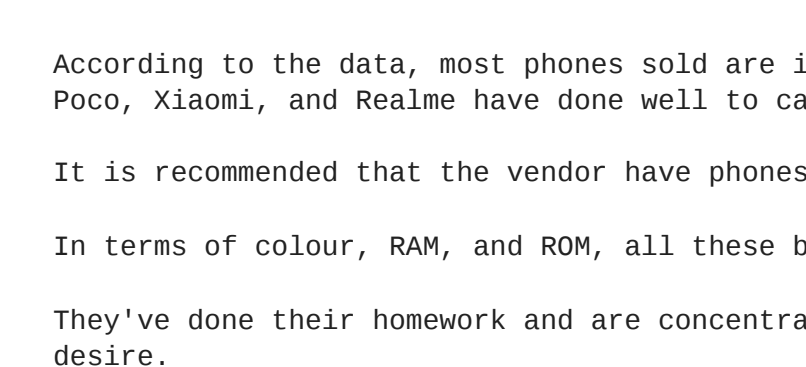 According to the data, most phones sold are i
Poco, Xiaomi, and Realme have done well to ca
It is recommended that the vendor have phones
In terms of colour, RAM, and ROM, all these b
They've done their homework and are concentra
desire.